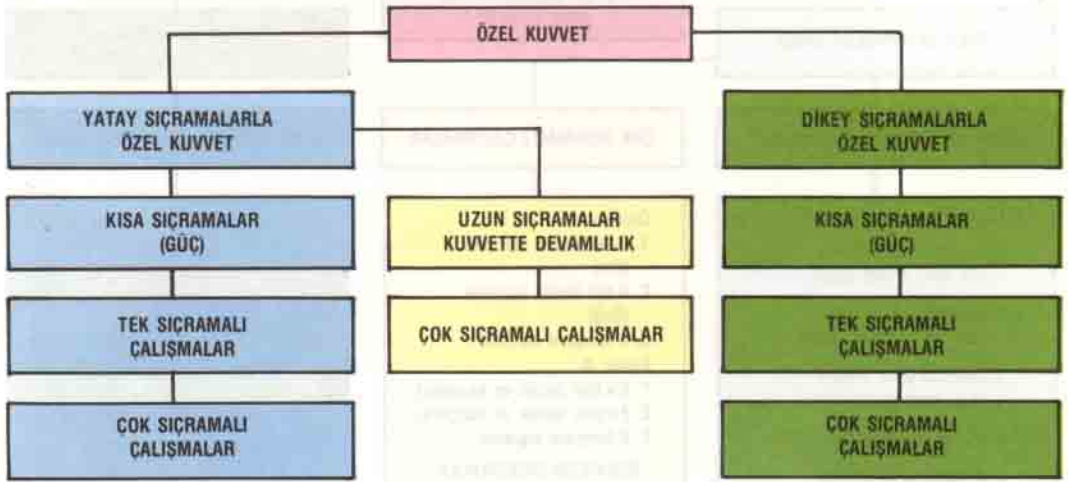 ÖZEL KUVVET
YATAY SIÇRAMALARLA
ÖZEL KUVVET
KISA SIÇRAMALAR
(GÜÇ)
TEK SIÇRAMALI
ÇALIŞMALAR
ÇOK SIÇRAMALI
ÇALIŞMALAR
UZUN SIÇRAMALAR
KUVVETTE DEVAMLILIK
ÇOK SIÇRAMALI ÇALIŞMALAR
DİKEY SIÇRAMALARLA
ÖZEL KUVVET
KISA SIÇRAMALAR
(GÜÇ)
TEK SIÇRAMALI
ÇALIŞMALAR
ÇOK SIÇRAMALI
ÇALIŞMALAR